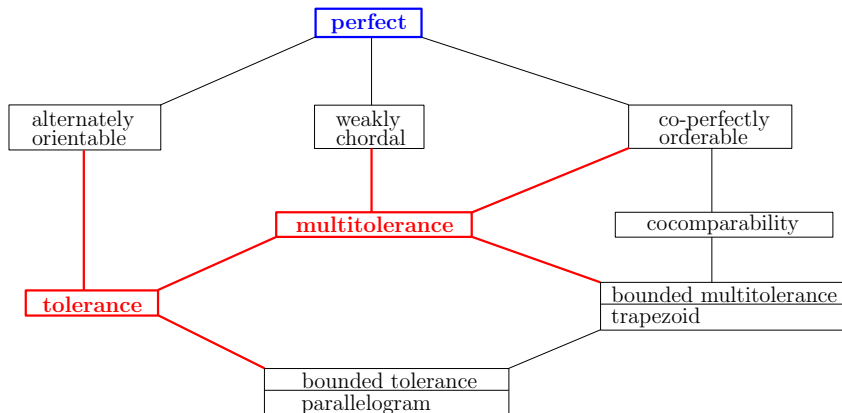 perfect
alternately
orientable
weakly
chordal
co-perfectly
orderable
multitolerance
cocomparability
tolerance
bounded multitolerance
trapezoid
bounded tolerance
parallelogram